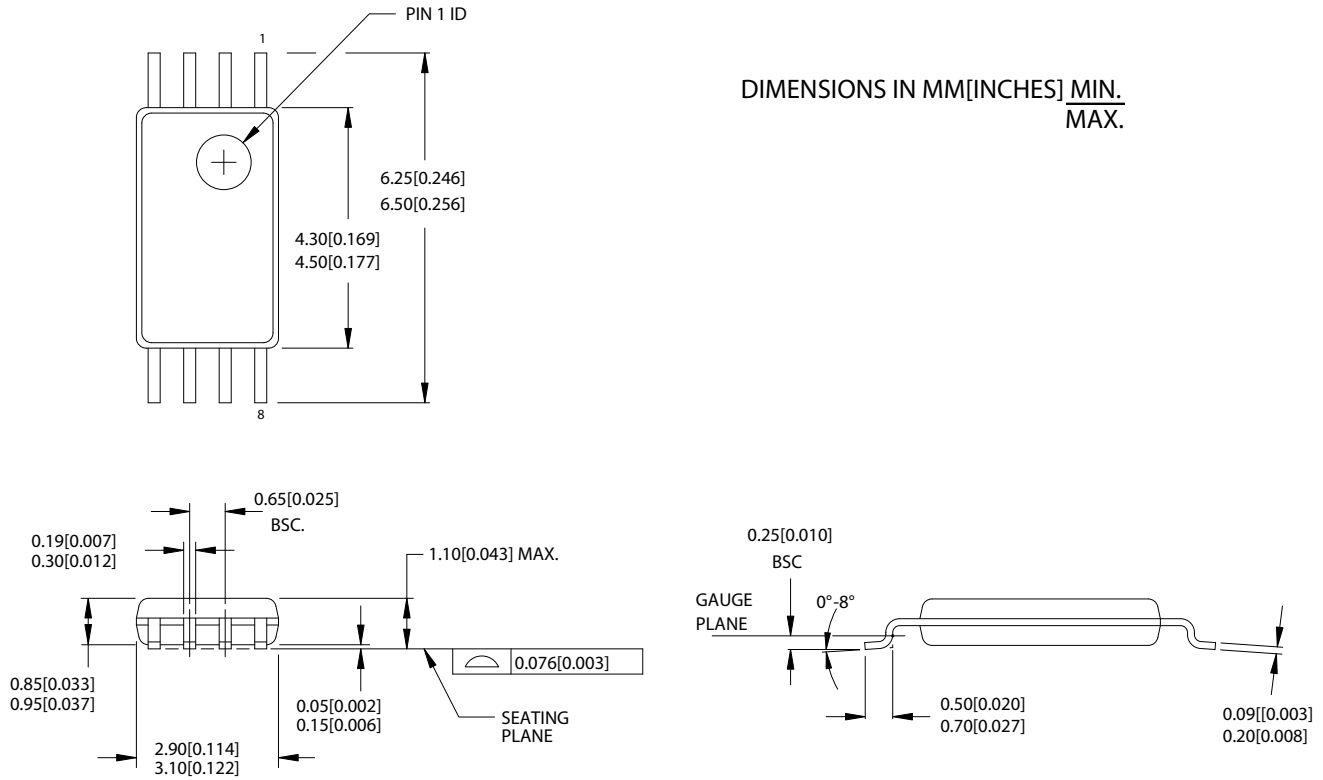 PIN 1 ID
1
DIMENSIONS IN MM[INCHES] MIN.
MAX.
6.25[0.246]
6.50[0.256]
4.30[0.169]
4.50[0.177]
8
0.65[0.025]
BSC.
0.19[0.007]
0.30[0.012]
1.10[0.043] MAX.
0.85[0.033]
0.95[0.037]
0.076[0.003]
0.05[0.002]
0.15[0.006]
SEATING
PLANE
2.90[0.114]
3.10[0.122]
0.25[0.010]
BSC
GAUGE
PLANE
0°-8°
0.50[0.020]
0.70[0.027]
0.09[[0.003]
0.20[0.008]